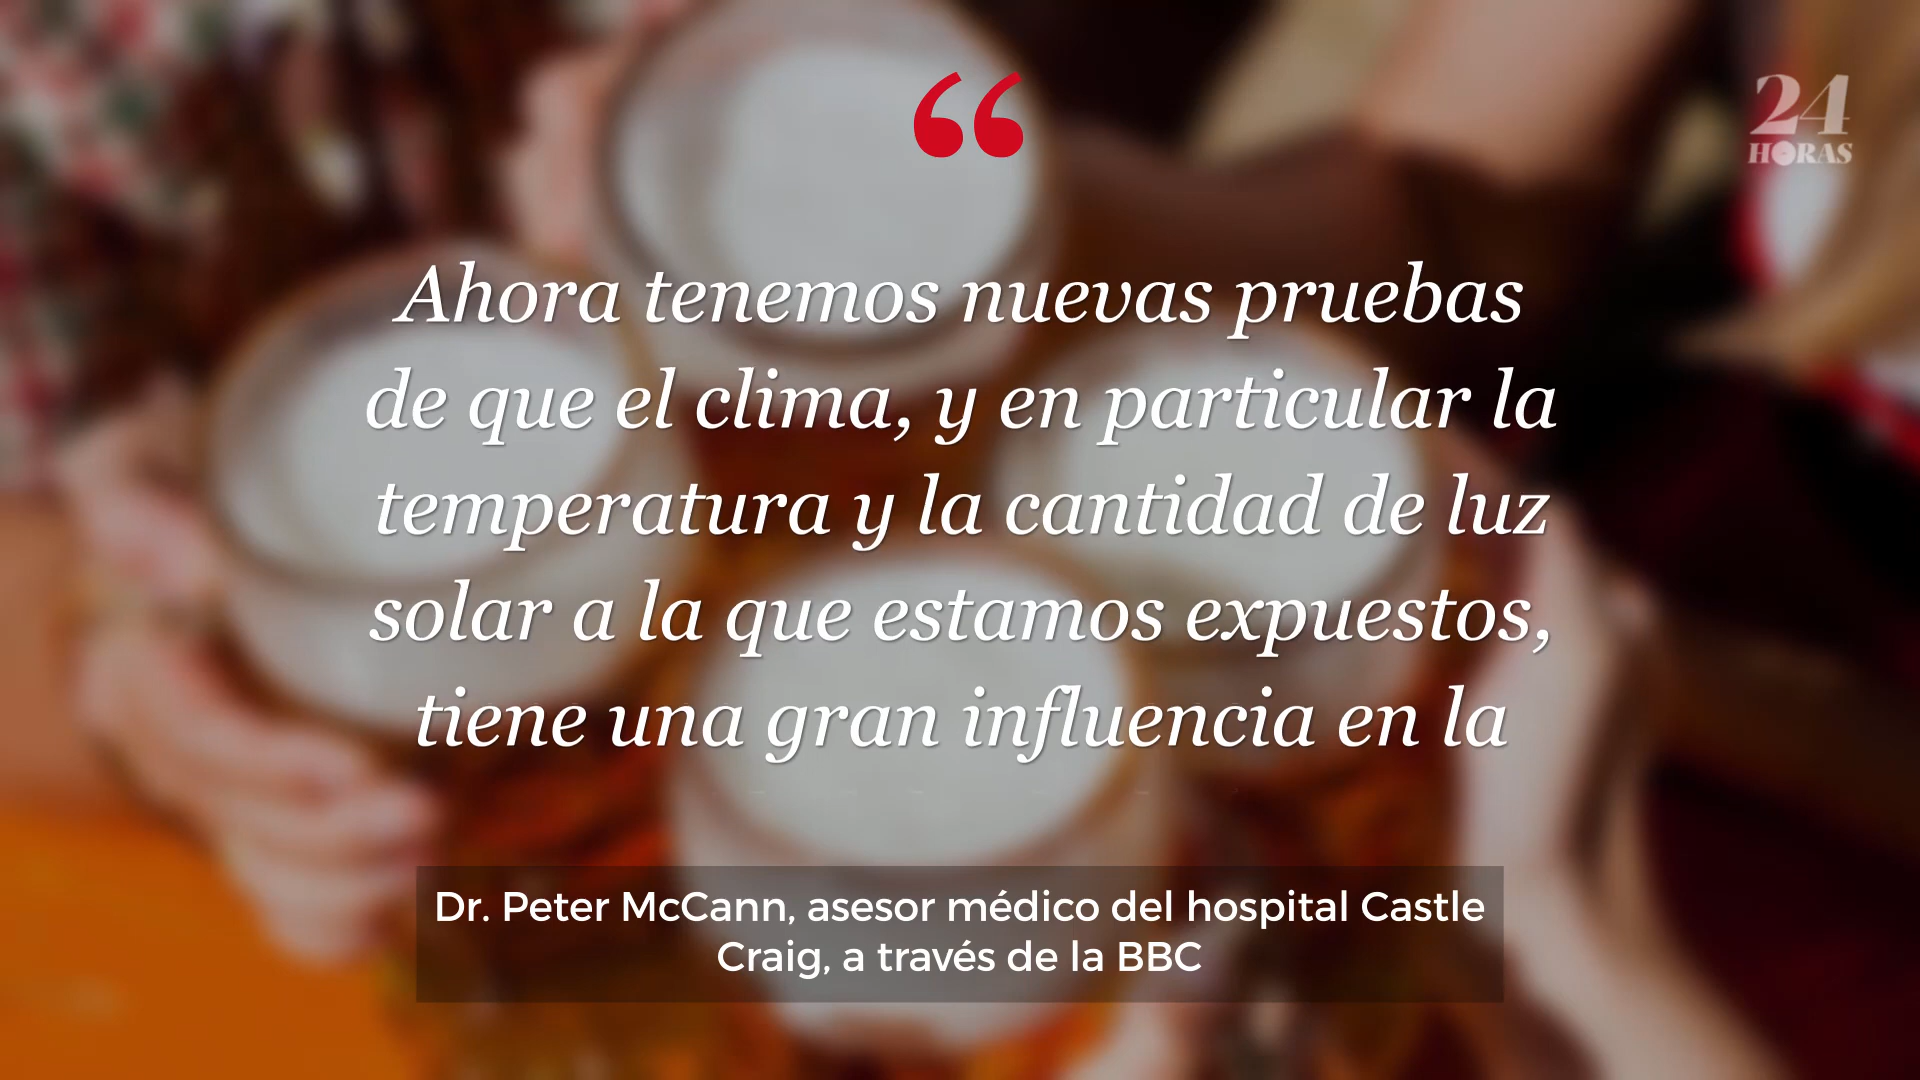 “
24
HORAS
Ahora tenemos nuevas pruebas
de que el clima, y en particular la
temperatura y la cantidad de luz
solar a la que estamos expuestos,
tiene una gran influencia en la
Dr. Peter McCann, asesor médico del hospital Castle
Craig, a través de la BBC